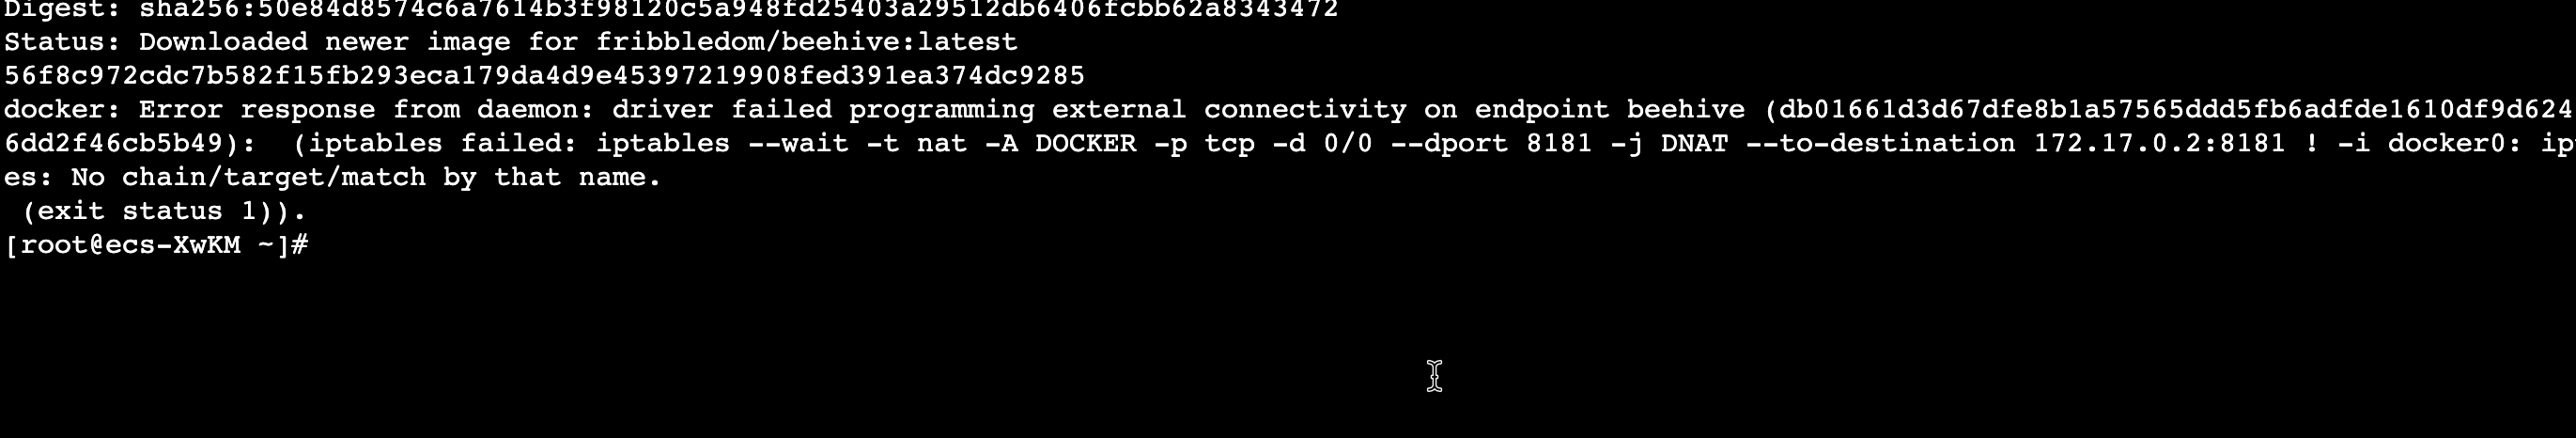 Digest: sha256:50e84d8574c6a7614b3f98120c5a948fd25403a29512db6406fcbb62a8343472
Status: Downloaded newer image for fribbledom/beehive:latest
56f8c972cdc7b582f15fb293eca179da4d9e45397219908fed391ea374dc9285
docker: Error response from daemon: driver failed programming external connectivity on endpoint beehive (db01661d3d67dfe8b1a57565ddd5fb6adfde1610df9d624
6dd2f46cb5b49):  (iptables failed: iptables --wait -t nat -A DOCKER -p tcp -d 0/0 --dport 8181 -j DNAT --to-destination 172.17.0.2:8181 ! -i docker0: ip
es: No chain/target/match by that name.
 (exit status 1)).
[root@ecs-XwKM ~]#